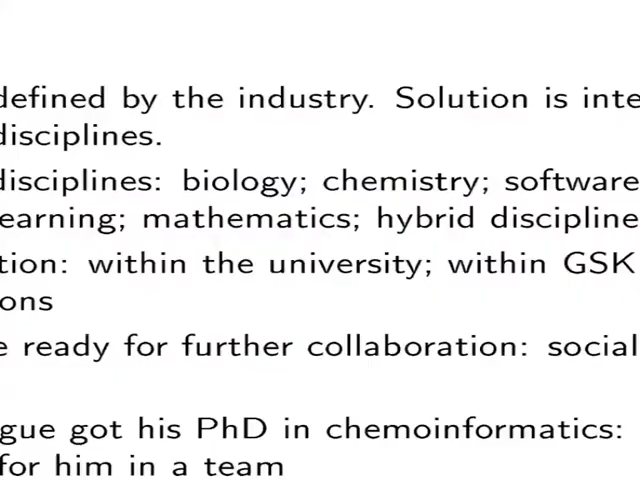 defined by the industry. Solution is inte
disciplines.
disciplines: biology; chemistry; software
earning; mathematics; hybrid discipline
tion: within the university; within GSK
ons
e ready for further collaboration: social
gue got his PhD in chemoinformatics:
for him in a team